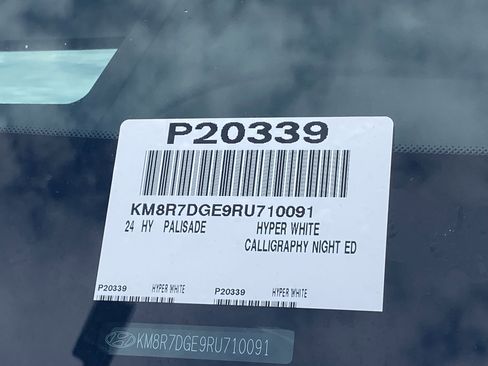 P20339
KM8R7DGE9RU710091
24 HY PALISADE HYPER WHITE
CALLIGRAPHY NIGHT ED
P20339 HYPER WHITE P20339 HYPER WHITE
KM8R7DGE9RU710091